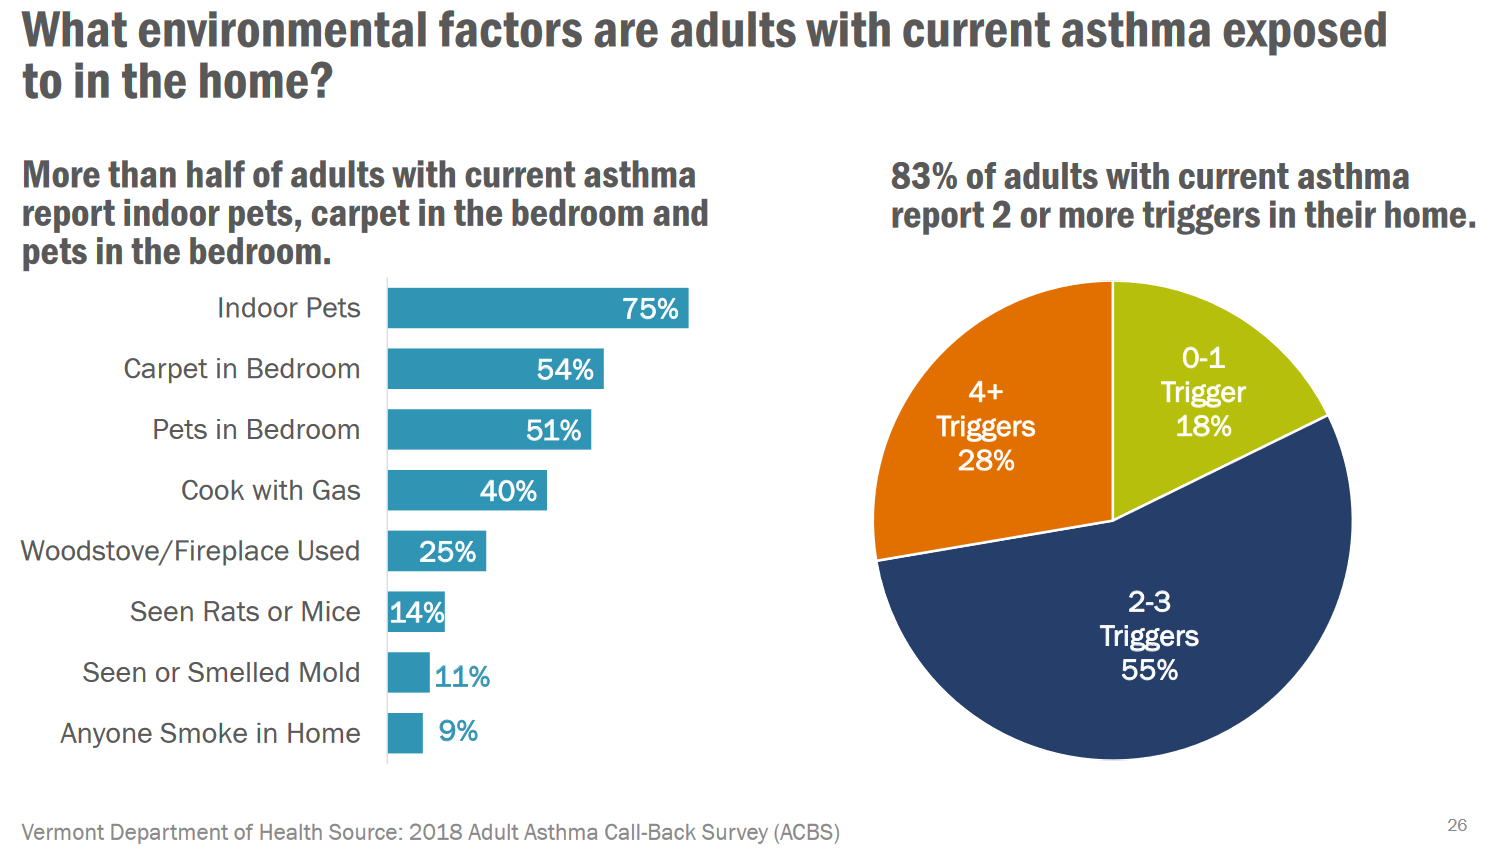 What environmental factors are adults with current asthma exposed
to in the home?
More than half of adults with current asthma
report indoor pets, carpet in the bedroom and
pets in the bedroom.
Indoor Pets 75%
Carpet in Bedroom 54%
Pets in Bedroom 51%
Cook with Gas 40%
Woodstove/Fireplace Used 25%
Seen Rats or Mice 14%
Seen or Smelled Mold 11%
Anyone Smoke in Home 9%
83% of adults with current asthma
report 2 or more triggers in their home.
0-1
Trigger
18%
4+
Triggers
28%
2-3
Triggers
55%
Vermont Department of Health Source: 2018 Adult Asthma Call-Back Survey (ACBS)
26